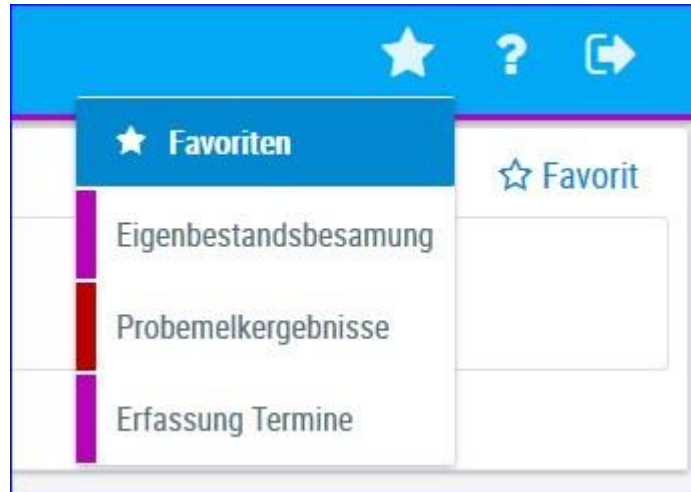 ?
Favoriten
Favorit
Eigenbestandsbesamung
Probemelkergebnisse
Erfassung Termine